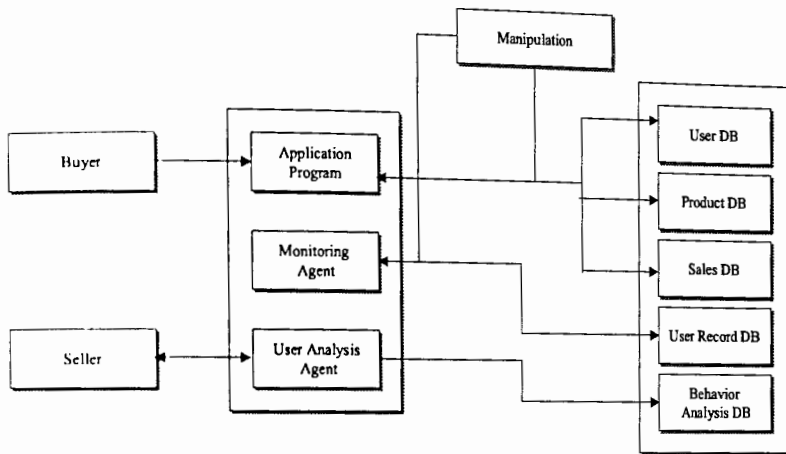 Manipulation
Buyer
Application
Program
Monitoring
Agent
Seller
User Analysis
Agent
User DB
Product DB
Sales DB
User Record DB
Behavior
Analysis DB